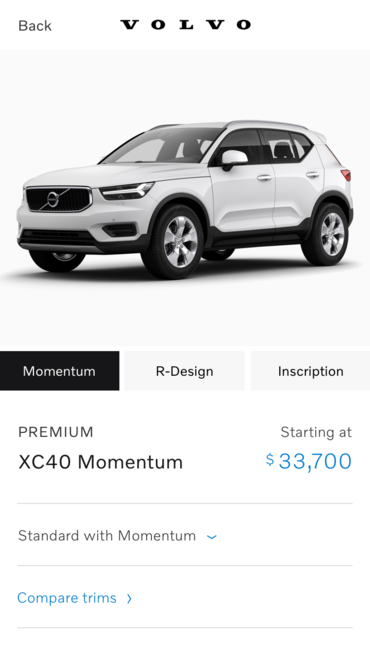 Back
VOLVO
Momentum
R-Design
Inscription
PREMIUM
Starting at
XC40 Momentum
$33,700
Standard with Momentum
Compare trims